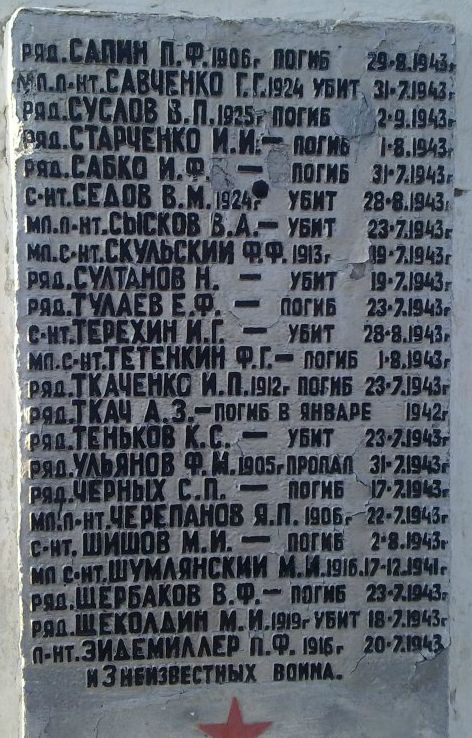 РЯД.САПИН П.Ф.1906г ПОГИБ 29-8.1943г
МЛ.Л-НТ.САВЧЕНКО Г.Г.1924 УБИТ 31-7.1943г.
РЯД.СУСЛОВ В.П.1925г ПОГИБ 2-9.1943г.
РЯД.СТАРЧЕНКО И.И.— ПОГИБ 1-8.1943г.
РЯД.САБКО И.Ф. — ПОГИБ 31-7.1943г.
С-НТ.СЕДОВ В.М.1924г УБИТ 28-8.1943г.
МЛ.Л-НТ.СЫСКОВ В.А.— УБИТ 23-7.1943г.
МЛ.С-НТ.СКУЛЬСКИЙ Ф.Ф.1913г. 19-7.1943г.
РЯД.СУЛТАНОВ Н. — УБИТ 19-7.1943г.
РЯД.ТУЛАЕВ Е.Ф. — ПОГИБ 23-7.1943г.
С-НТ.ТЕРЕХИН И.Г. — УБИТ 28-8.1943г.
МЛ.С-НТ.ТЕТЕНКИН Ф.Г.— ПОГИБ 1-8.1943г.
РЯД.ТКАЧЕНКО И.П.1912г ПОГИБ 23-7.1943г
РЯД.ТКАЧ А.З.—ПОГИБ В ЯНВАРЕ 1942г.
РЯД.ТЕНЬКОВ К.С. — УБИТ 23-7.1943г.
РЯД.УЛЬЯНОВ Ф.М.1905г ПРОПАЛ 31-7.1943г.
РЯД.ЧЕРНЫХ С.П. — ПОГИБ 17-7.1943г.
МЛ.Л-НТ.ЧЕРЕПАНОВ Я.П. 1906г. 22-7.1943г.
С-НТ. ШИШОВ М.И. — ПОГИБ 2-8.1943г.
МЛ С-НТ.ШУМЛЯНСКИЙ М.И.1916.17-12.1941г.
РЯД.ЩЕРБАКОВ В.Ф.— ПОГИБ 23-7.1943г
РЯД.ЩЕКОЛДИН М.И.1919г УБИТ 18-7.1943г
Л-НТ.ЭЙДЕМИЛЛЕР П.Ф. 1916г. 20-7.1943
И 3 НЕИЗВЕСТНЫХ ВОИНА.